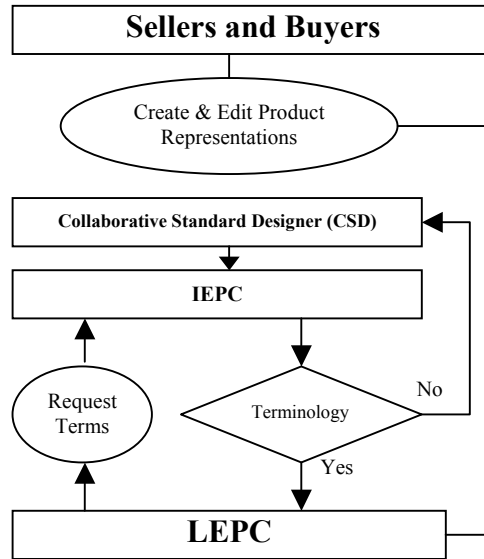 Sellers and Buyers
Create & Edit Product
Representations
Collaborative Standard Designer (CSD)
IEPC
Request
Terms
Terminology
No
Yes
LEPC